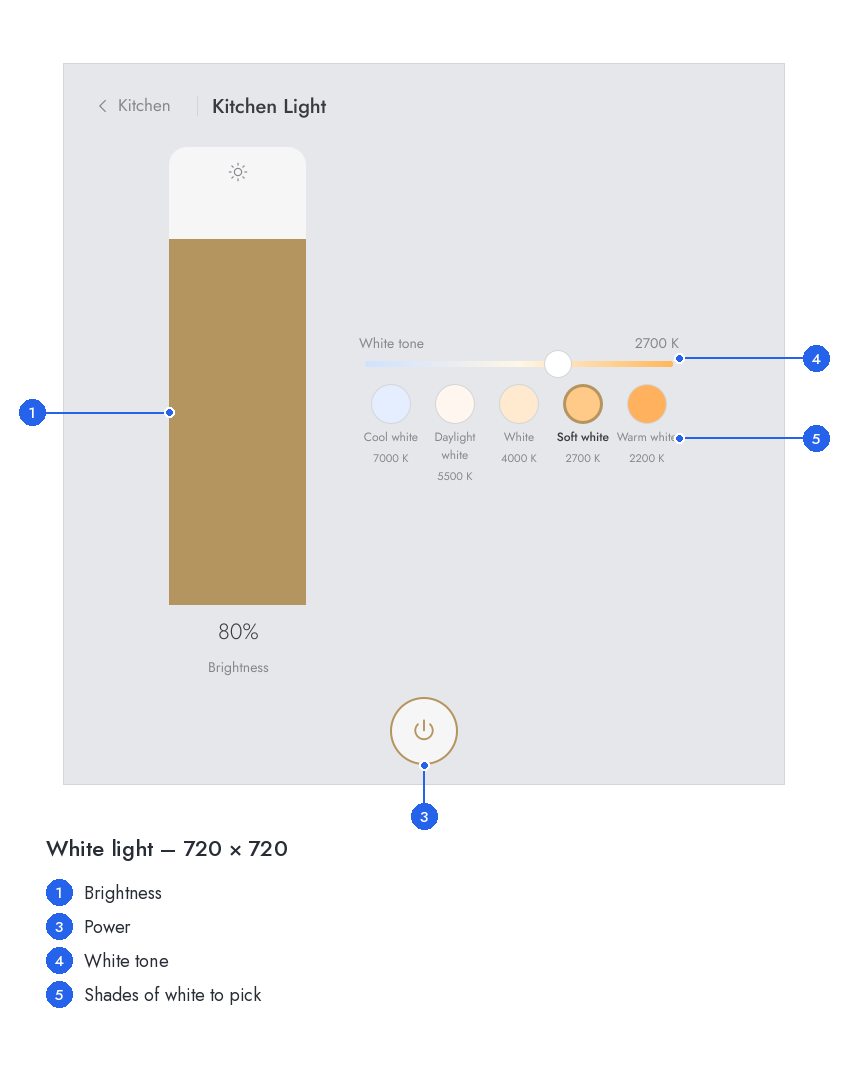 Kitchen
Kitchen Light
White tone
2700 K
4
1
Cool white
Daylight white
White
Soft white
Warm white
5
7000 K
5500 K
4000 K
2700 K
2200 K
80%
Brightness
3
White light – 720 × 720
1 Brightness
3 Power
4 White tone
5 Shades of white to pick